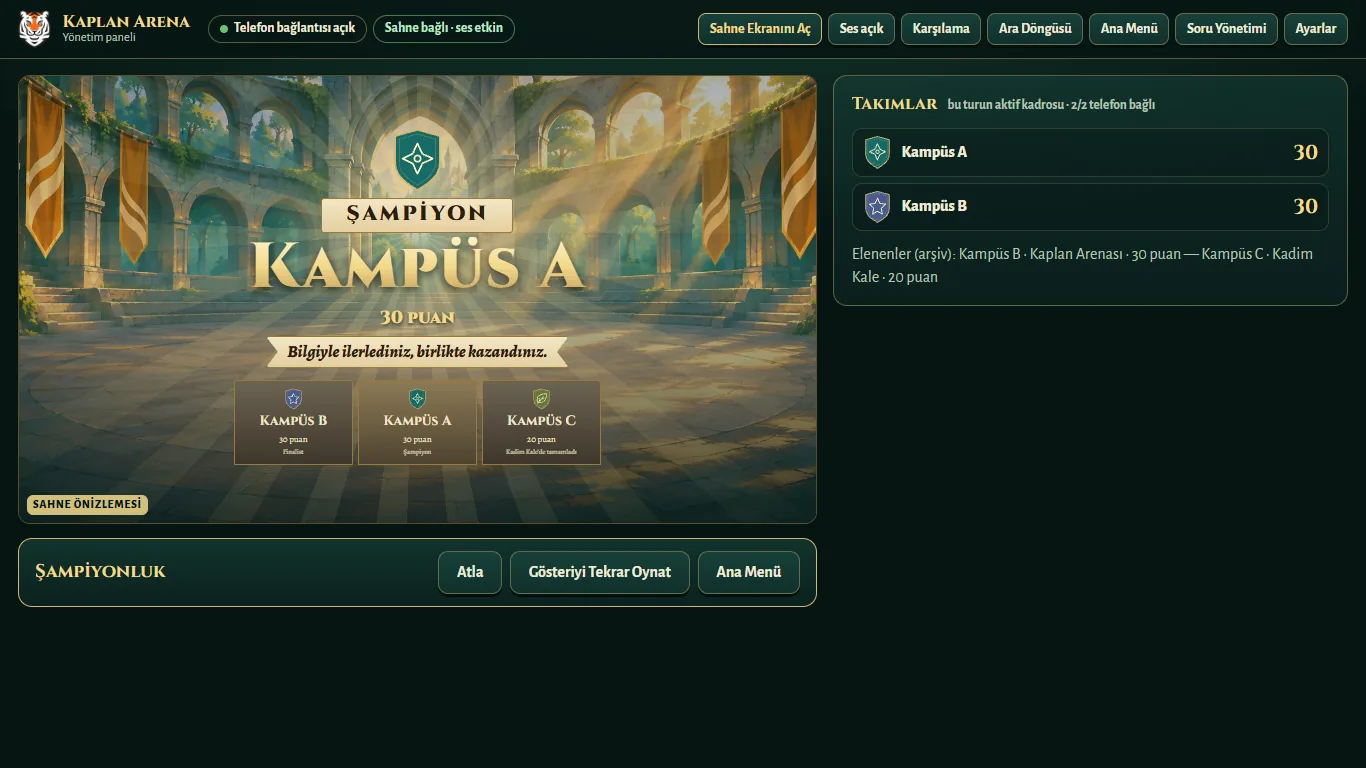 Kaplan Arena
Yönetim paneli
Telefon bağlantısı açık
Sahne bağlı · ses etkin
Sahne Ekranını Aç
Ses açık
Karşılama
Ara Döngüsü
Ana Menü
Soru Yönetimi
Ayarlar
ŞAMPİYON
Kampüs A
30 puan
Bilgiyle ilerlediniz, birlikte kazandınız.
Kampüs B
30 puan
Finalist
Kampüs A
30 puan
Şampiyon
Kampüs C
20 puan
Kadim Kale'de tamamladı
SAHNE ÖNİZLEMESİ
Şampiyonluk
Atla
Gösteriyi Tekrar Oynat
Ana Menü
Takımlar bu turun aktif kadrosu · 2/2 telefon bağlı
Kampüs A 30
Kampüs B 30
Elenenler (arşiv): Kampüs B · Kaplan Arenası · 30 puan — Kampüs C · Kadim
Kale · 20 puan